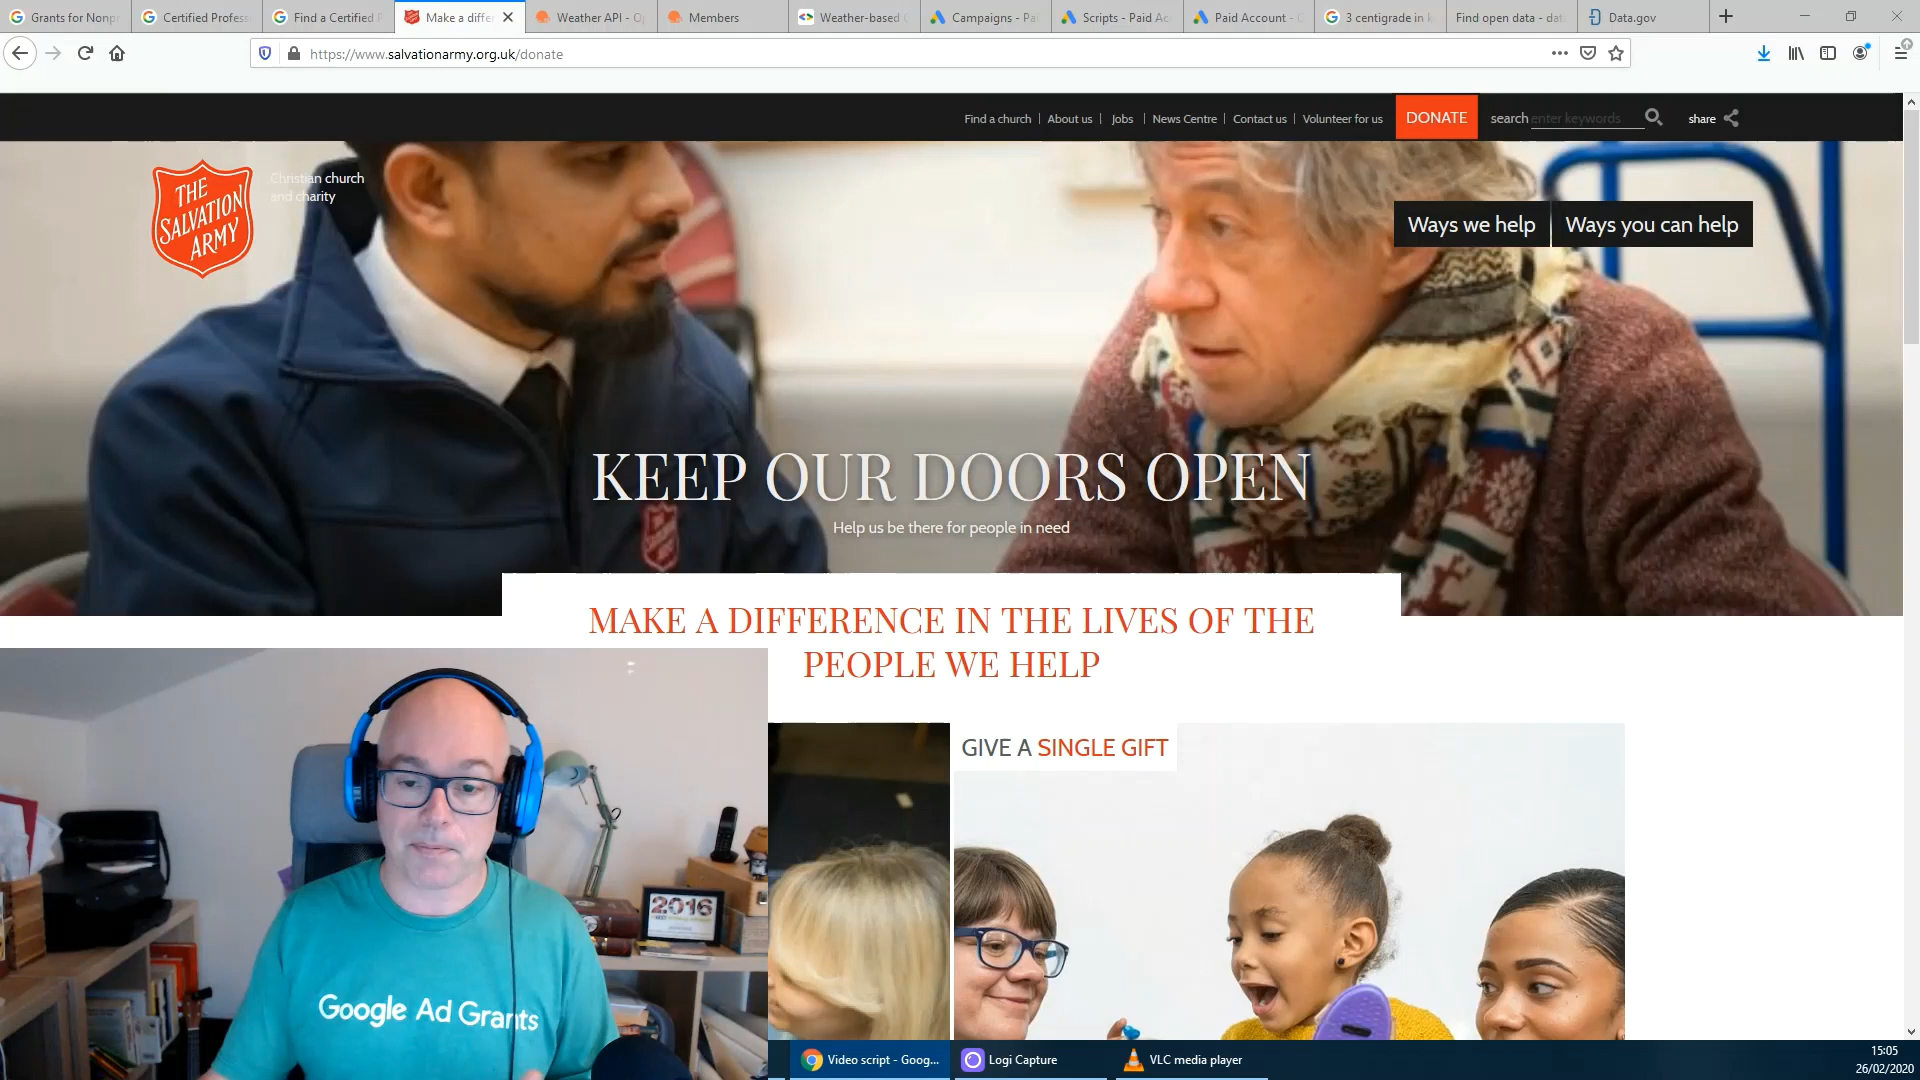 Grants for Nonpr
Certified Profess
Find a Certified P
Make a differ
Weather API - Op
Members
Weather-based
Campaigns - Pai
Scripts - Paid Ac
Paid Account -
3 centigrade in k
Find open data - dat
Data.gov
https://www.salvationarmy.org.uk/donate
Find a church
About us
Jobs
News Centre
Contact us
Volunteer for us
DONATE
search enter keywords
share
THE
SALVATION
ARMY
Christian church
and charity
Ways we help
Ways you can help
KEEP OUR DOORS OPEN
Help us be there for people in need
MAKE A DIFFERENCE IN THE LIVES OF THE
PEOPLE WE HELP
GIVE A SINGLE GIFT
2016
Google Ad Grants
Video script - Goog...
Logi Capture
VLC media player
15:05
26/02/2020